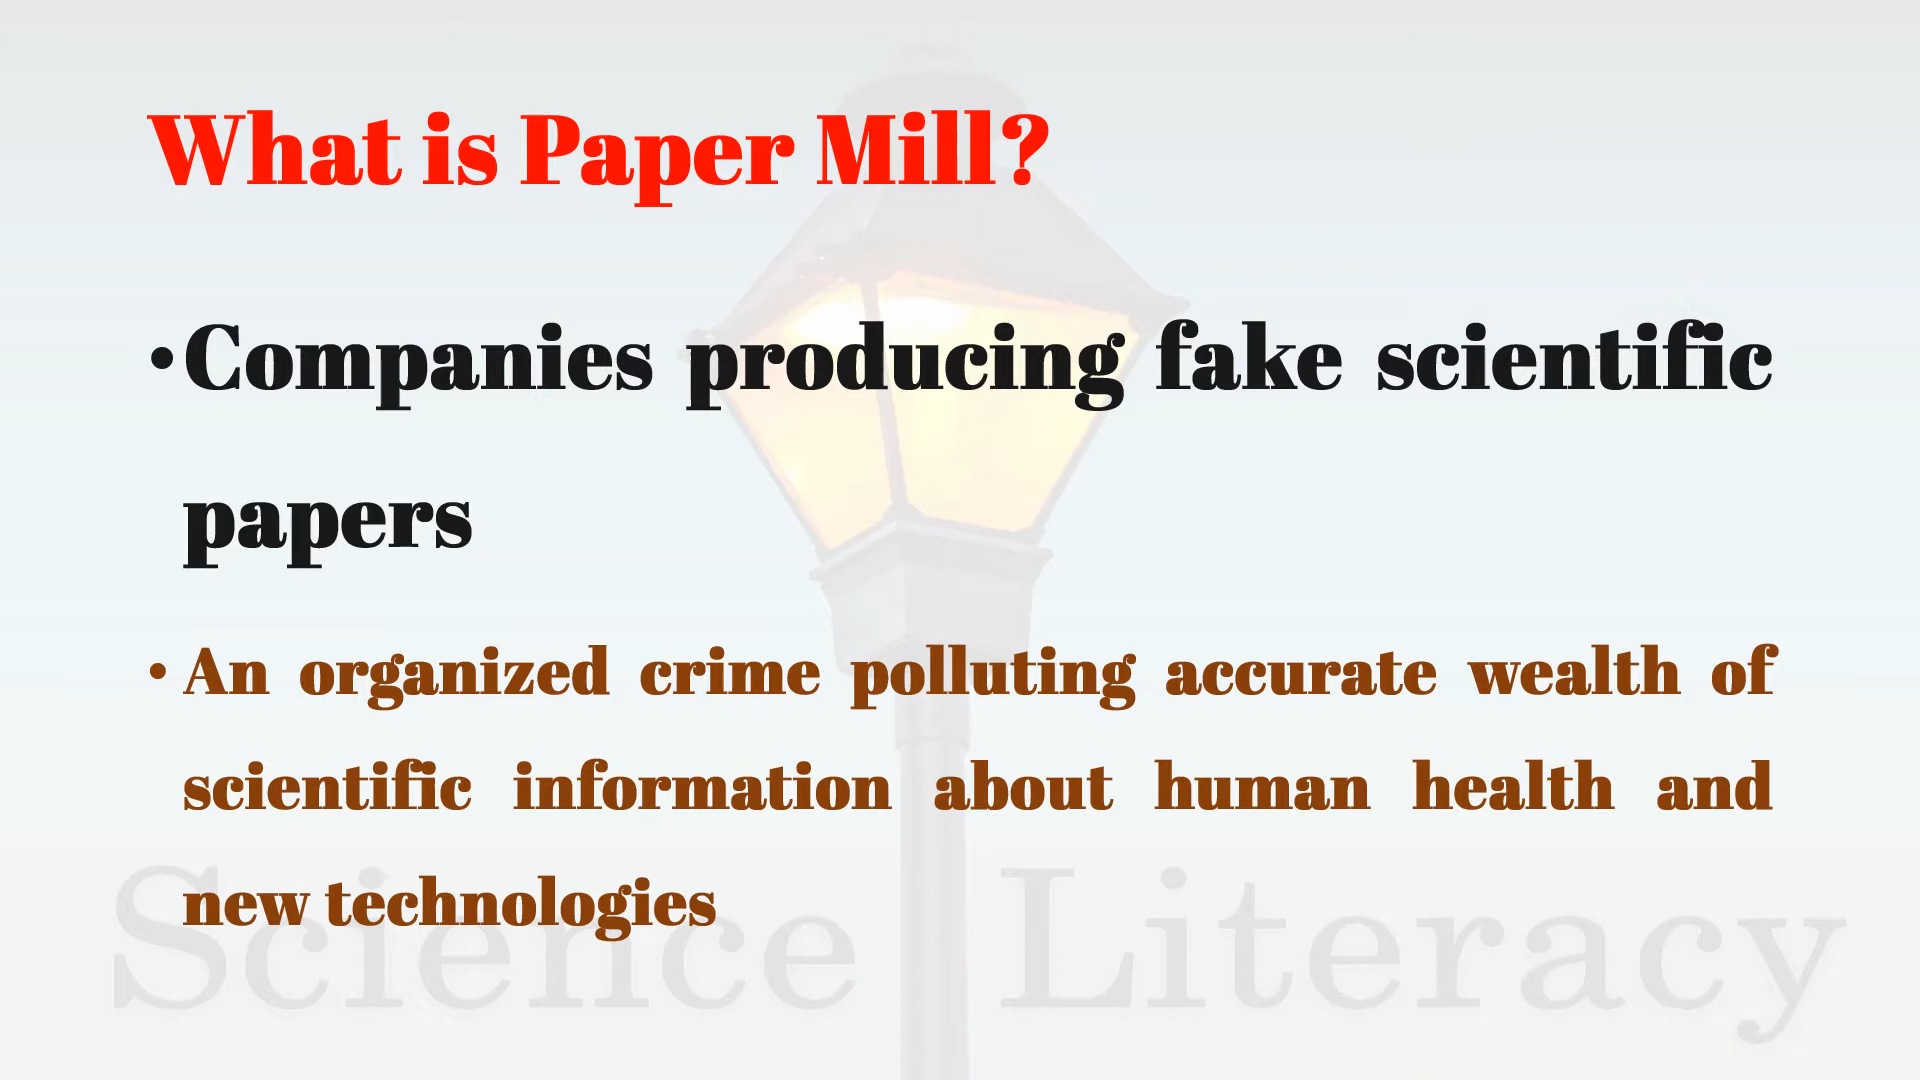 What is Paper Mill?
•Companies producing fake scientific
papers
• An organized crime polluting accurate wealth of
scientific information about human health and
new technologies
Science Literacy